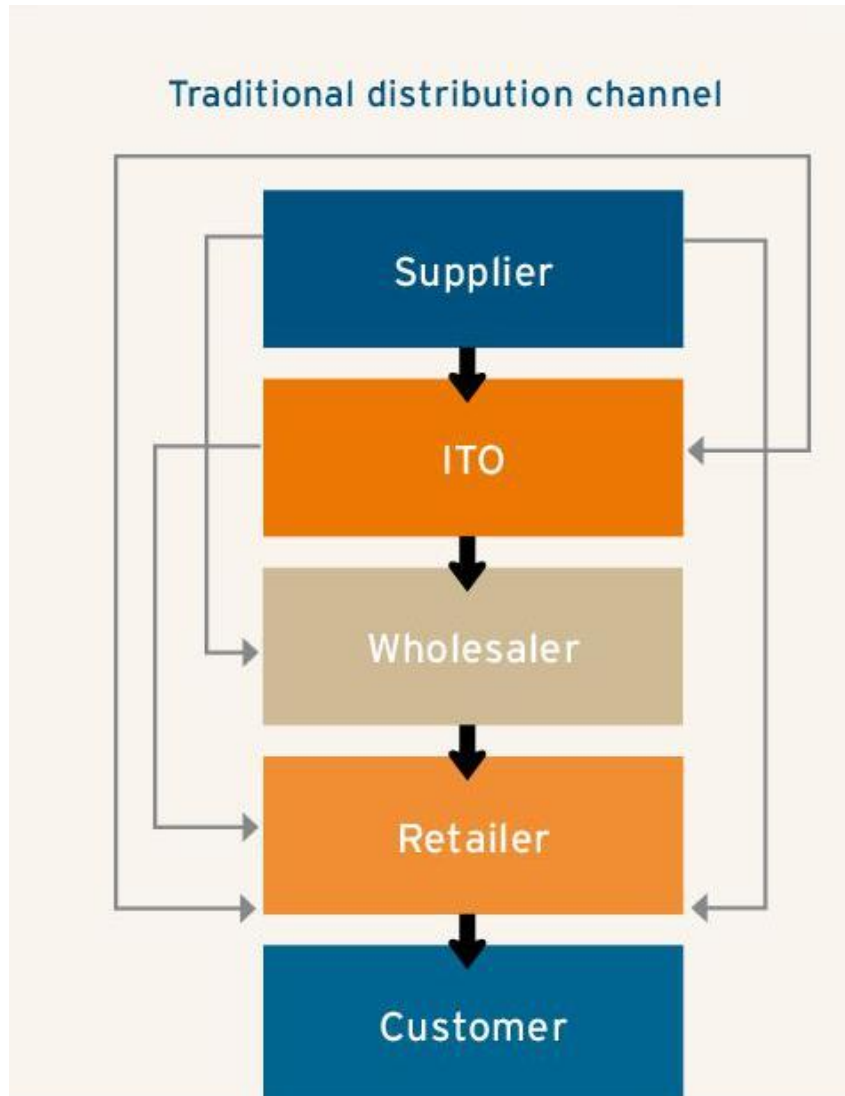 Traditional distribution channel
Supplier
ITO
Wholesaler
Retailer
Customer